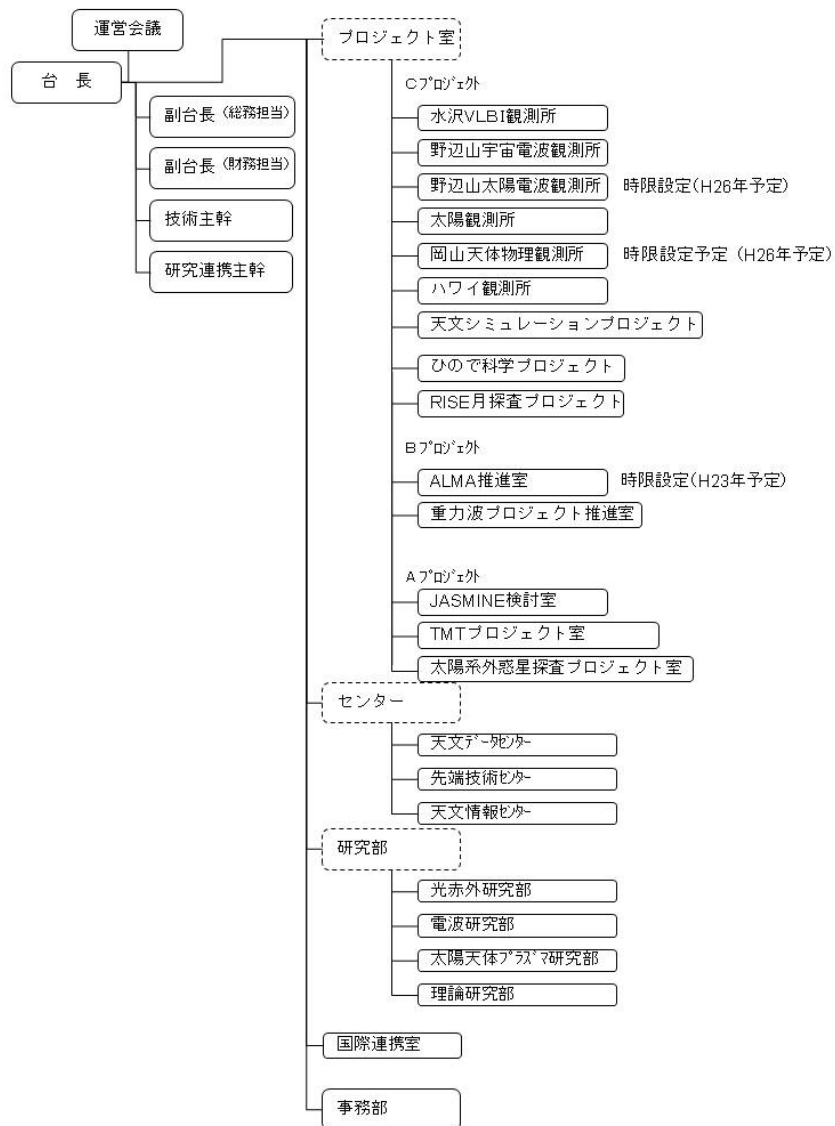 運営会議
台　長
副台長（総務担当）
副台長（財務担当）
技術主幹
研究連携主幹
プロジェクト室
Cﾌﾟﾛｼﾞｪｸﾄ
水沢VLBI観測所
野辺山宇宙電波観測所
野辺山太陽電波観測所　時限設定(H26年予定)
太陽観測所
岡山天体物理観測所　時限設定予定（H26年予定)
ハワイ観測所
天文シミュレーションプロジェクト
ひので科学プロジェクト
RISE月探査プロジェクト
Bﾌﾟﾛｼﾞｪｸﾄ
ALMA推進室　時限設定(H23年予定)
重力波プロジェクト推進室
Aﾌﾟﾛｼﾞｪｸﾄ
JASMINE検討室
TMTプロジェクト室
太陽系外惑星探査プロジェクト室
センター
天文ﾃﾞｰﾀｾﾝﾀｰ
先端技術ｾﾝﾀｰ
天文情報ｾﾝﾀｰ
研究部
光赤外研究部
電波研究部
太陽天体ﾌﾟﾗｽﾞﾏ研究部
理論研究部
国際連携室
事務部